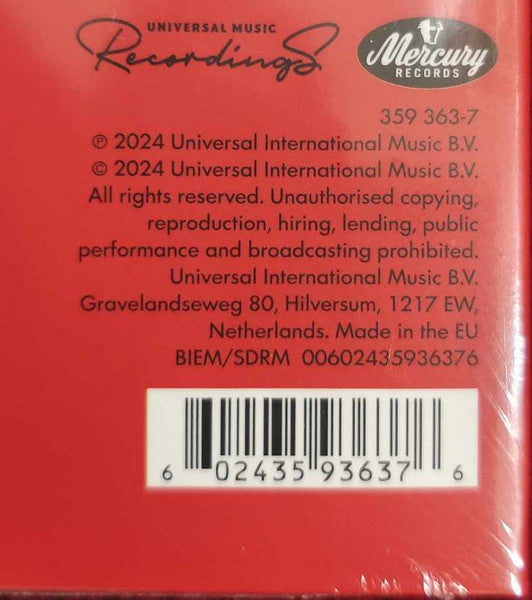 UNIVERSAL MUSIC
Recordings
Mercury
RECORDS
359 363-7
℗ 2024 Universal International Music B.V.
© 2024 Universal International Music B.V.
All rights reserved. Unauthorised copying,
reproduction, hiring, lending, public
performance and broadcasting prohibited.
Universal International Music B.V.
Gravelandseweg 80, Hilversum, 1217 EW,
Netherlands. Made in the EU
BIEM/SDRM 00602435936376
6 02435 93637 6